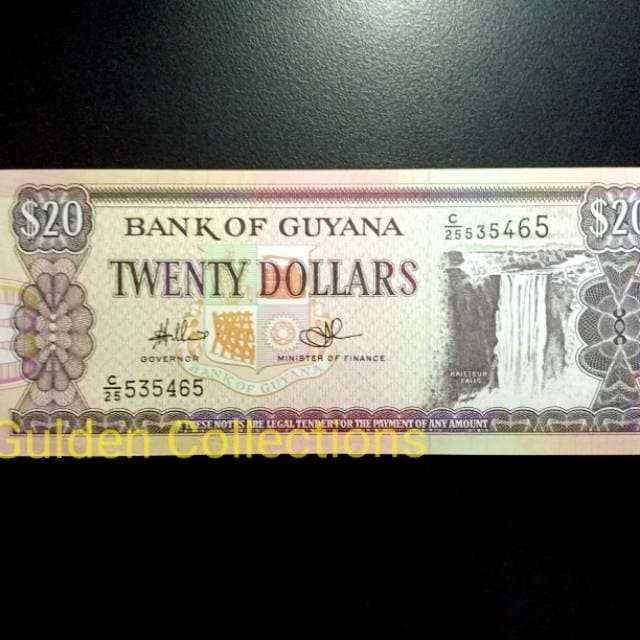 $20
BANK OF GUYANA
C/25 535465
$20
TWENTY DOLLARS
GOVERNOR
MINISTER OF FINANCE
BANK OF GUYANA
KAIETEUR
FALLS
C/25 535465
THESE NOTES ARE LEGAL TENDER FOR THE PAYMENT OF ANY AMOUNT
Gulden Collections